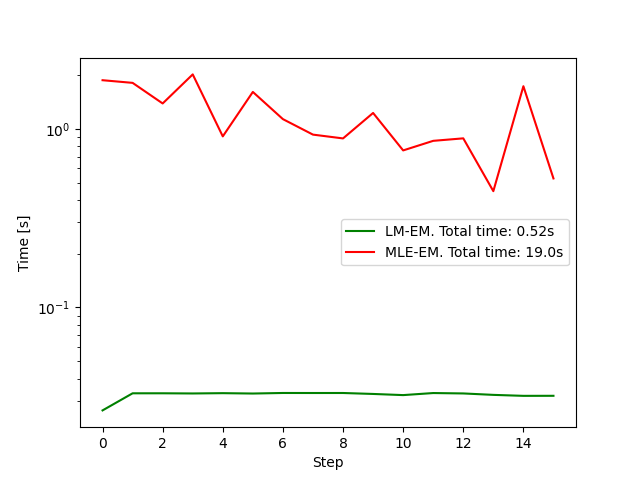 10⁰
10⁻¹
Time [s]
LM-EM. Total time: 0.52s
MLE-EM. Total time: 19.0s
0 2 4 6 8 10 12 14
Step